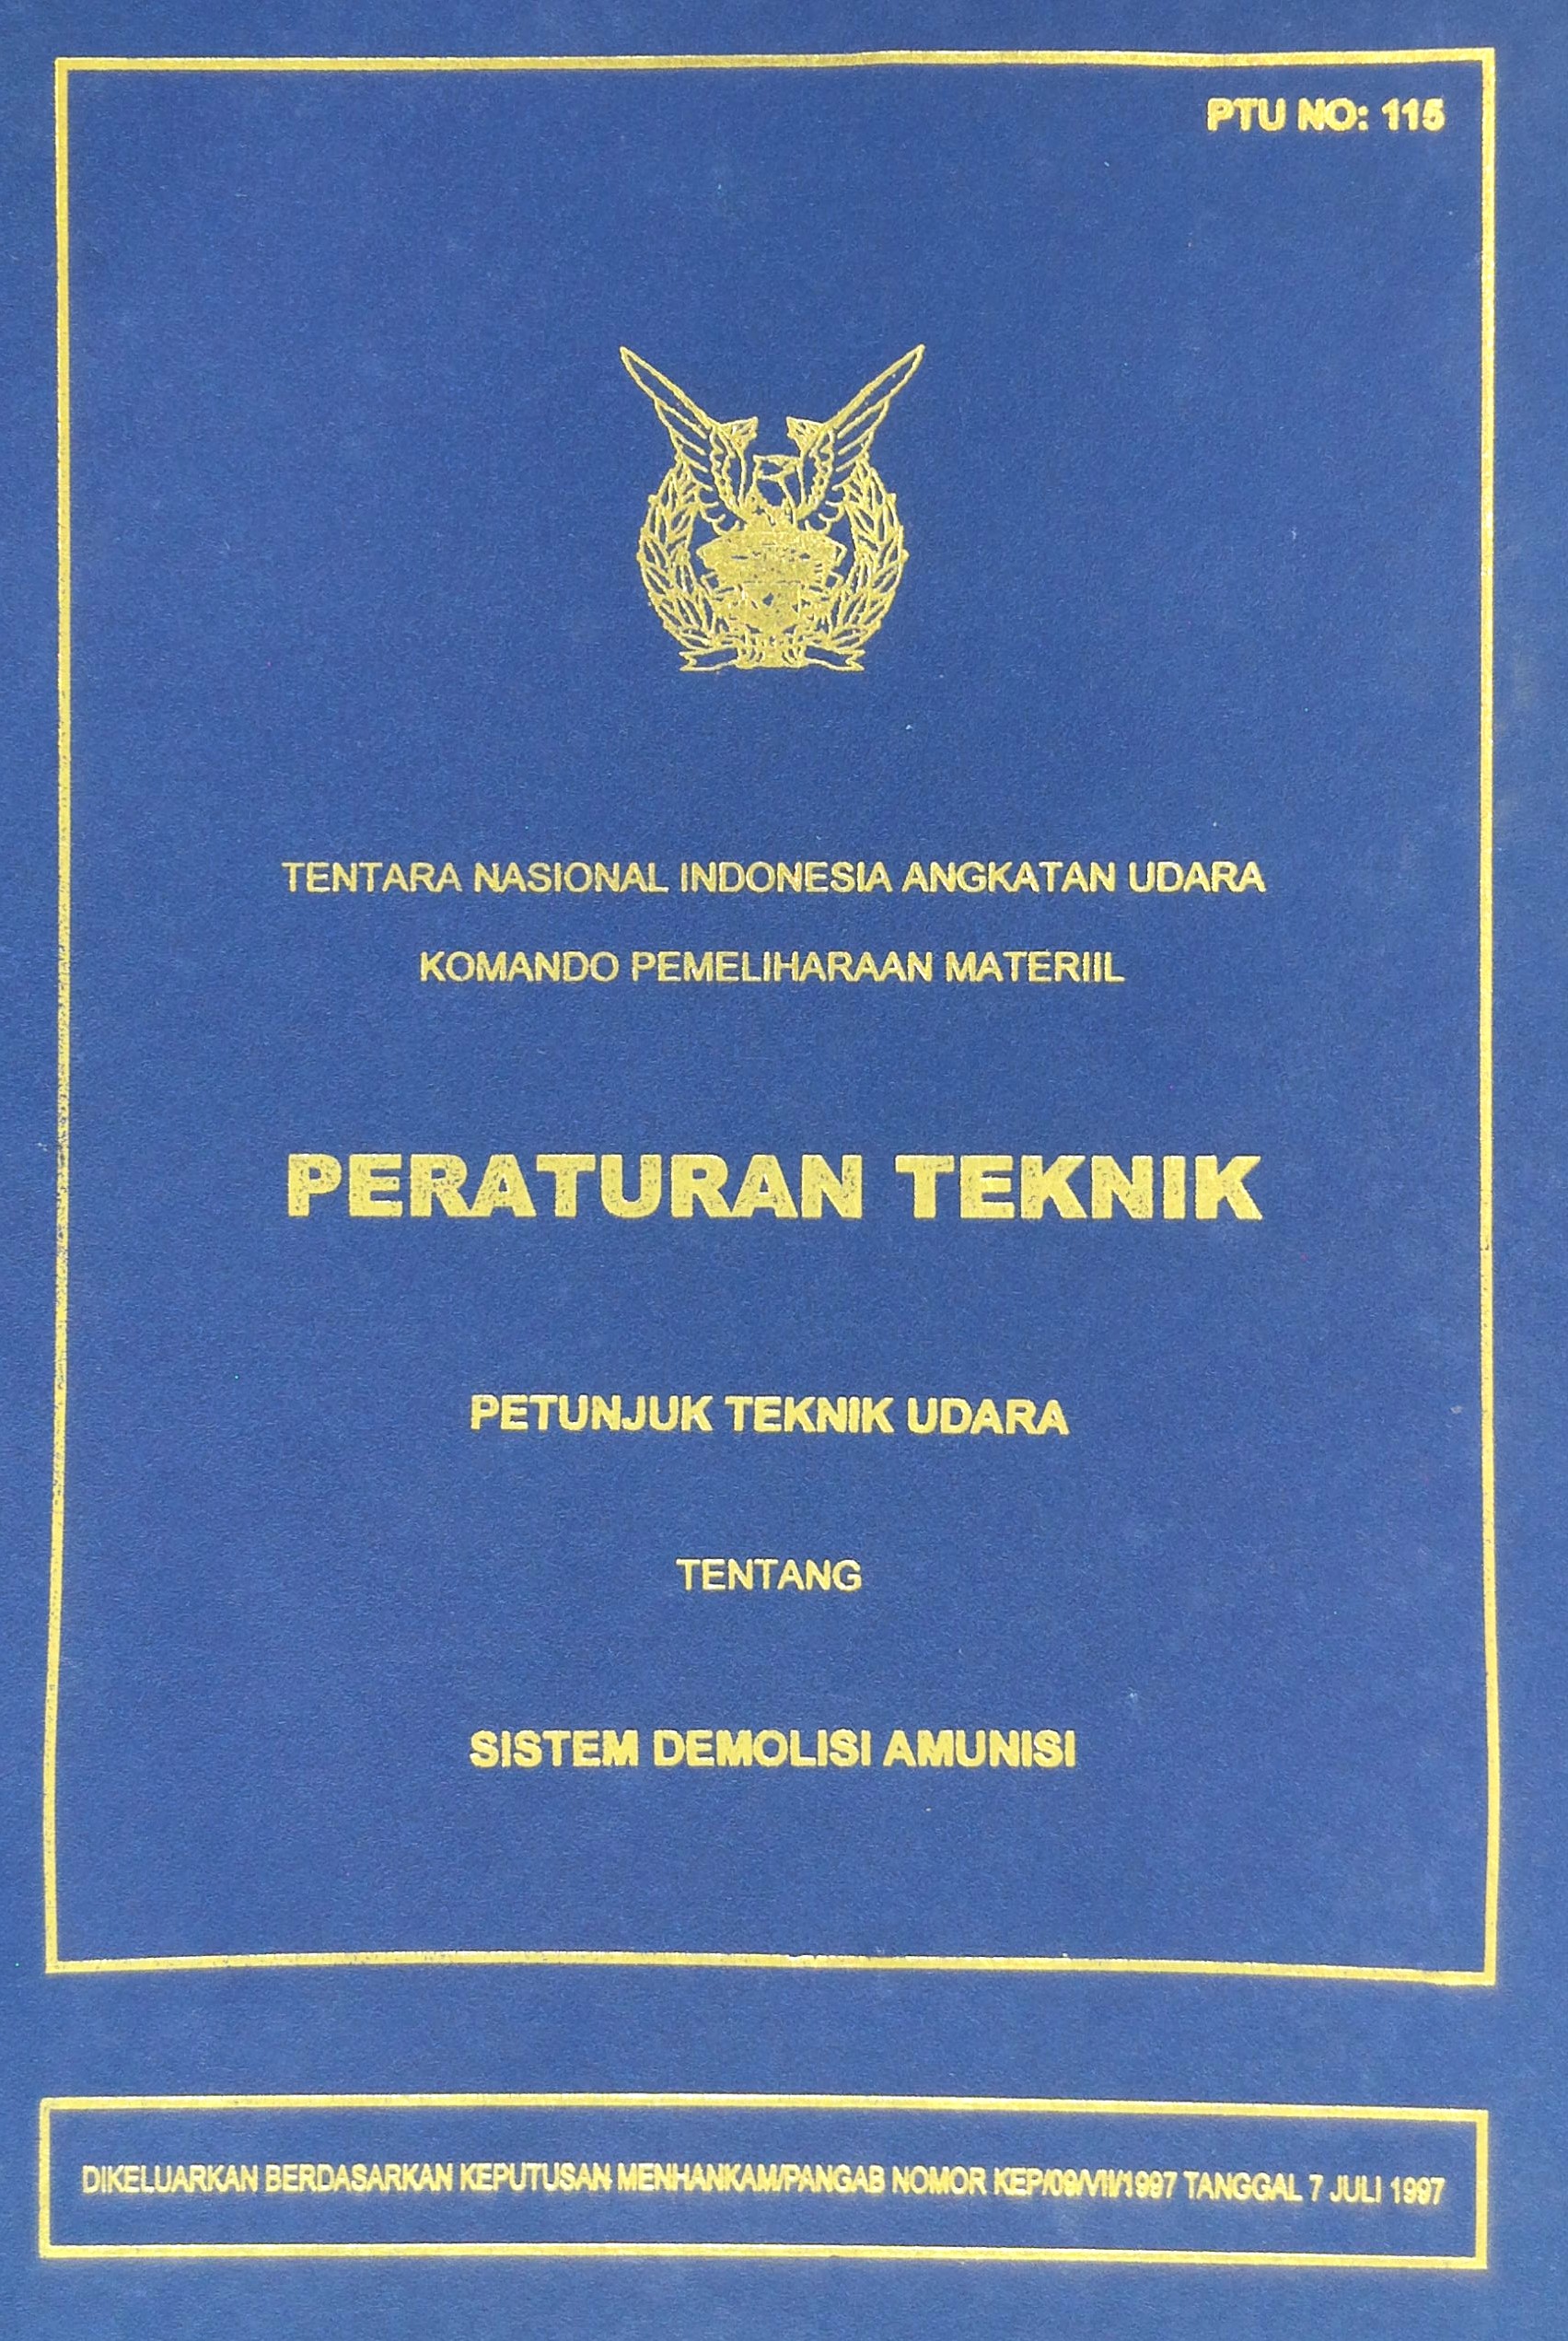 PTU NO: 115
TENTARA NASIONAL INDONESIA ANGKATAN UDARA
KOMANDO PEMELIHARAAN MATERIIL
PERATURAN TEKNIK
PETUNJUK TEKNIK UDARA
TENTANG
SISTEM DEMOLISI AMUNISI
DIKELUARKAN BERDASARKAN KEPUTUSAN MENHANKAM/PANGAB NOMOR KEP/09/VII/1997 TANGGAL 7 JULI 1997